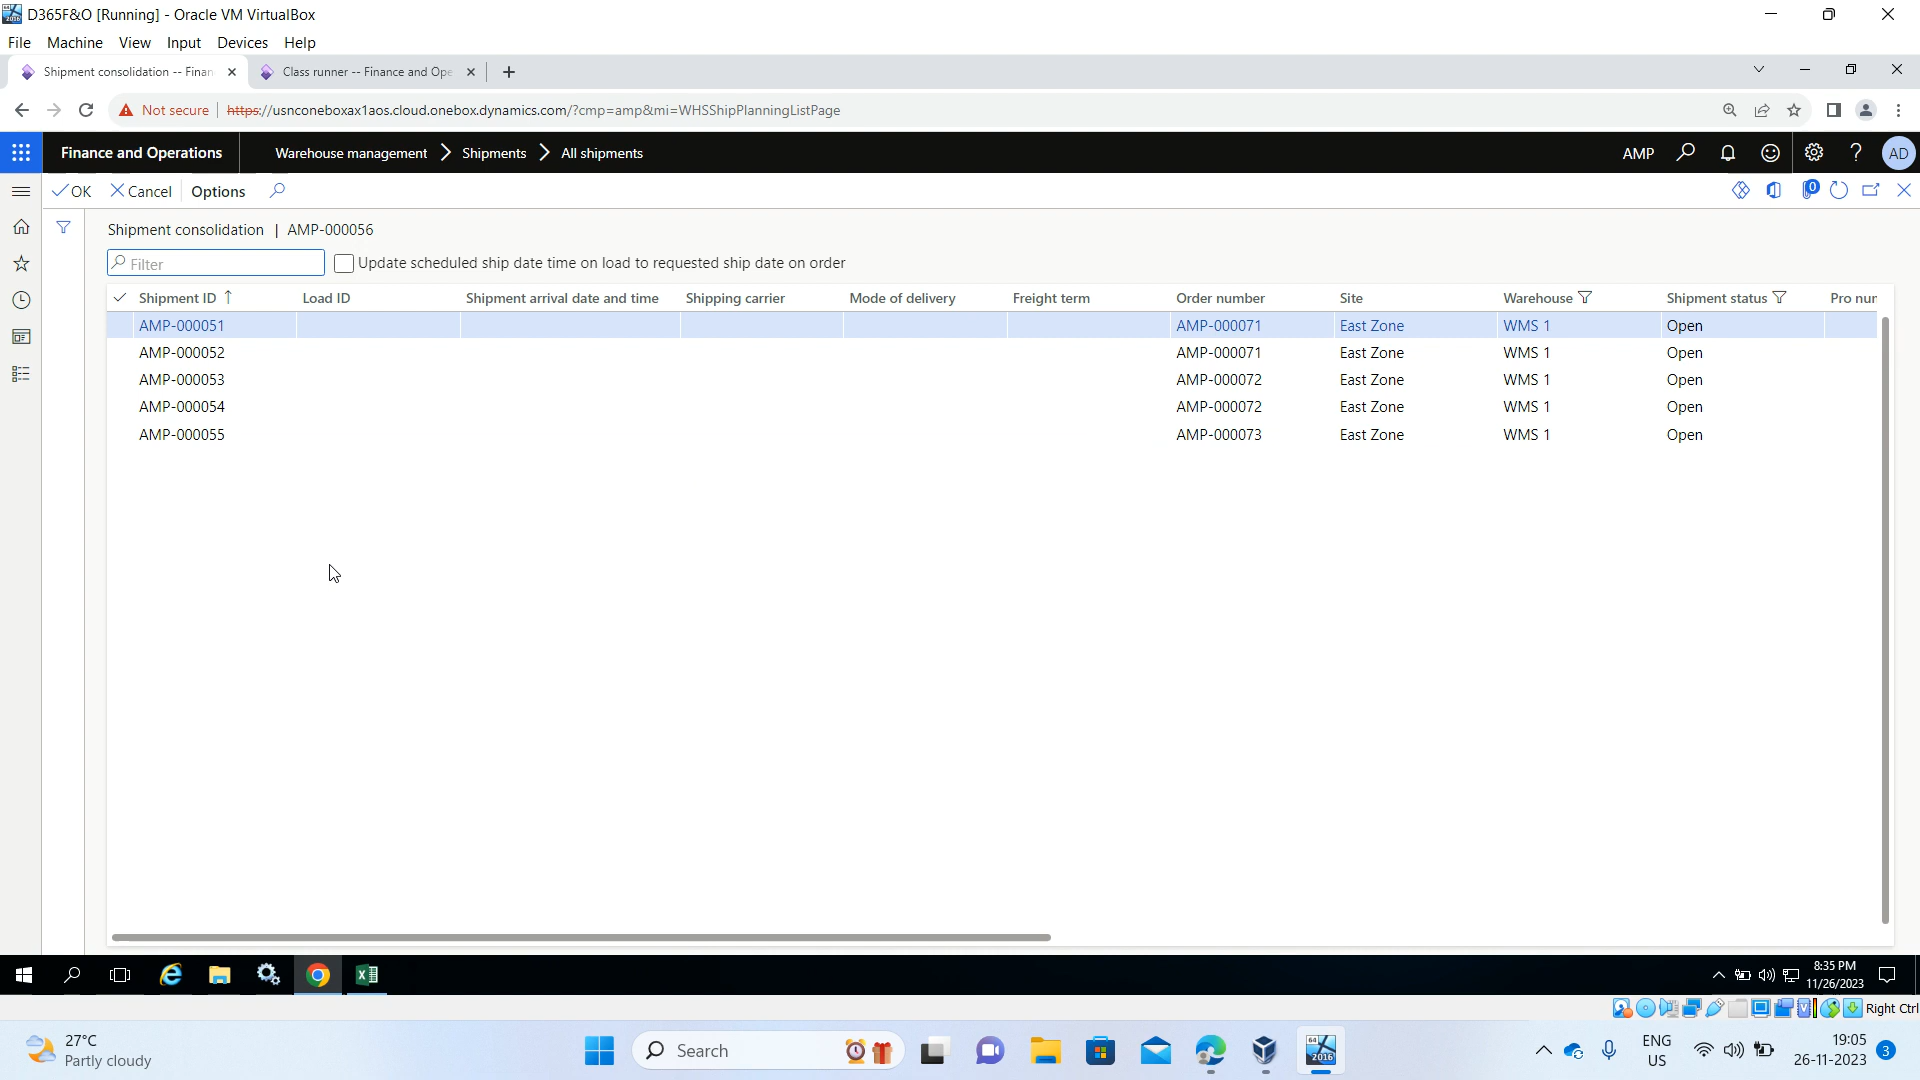 D365F&O [Running] - Oracle VM VirtualBox
File Machine View Input Devices Help
Shipment consolidation -- Finan
Class runner -- Finance and Ope
Not secure https://usnconeboxax1aos.cloud.onebox.dynamics.com/?cmp=amp&mi=WHSShipPlanningListPage
Finance and Operations Warehouse management Shipments All shipments AMP AD
OK Cancel Options 0
Shipment consolidation | AMP-000056
Filter Update scheduled ship date time on load to requested ship date on order
Shipment ID Load ID Shipment arrival date and time Shipping carrier Mode of delivery Freight term Order number Site Warehouse Shipment status Pro nur
AMP-000051 AMP-000071 East Zone WMS 1 Open
AMP-000052 AMP-000071 East Zone WMS 1 Open
AMP-000053 AMP-000072 East Zone WMS 1 Open
AMP-000054 AMP-000072 East Zone WMS 1 Open
AMP-000055 AMP-000073 East Zone WMS 1 Open
8:35 PM
11/26/2023
Right Ctrl
27°C
Partly cloudy
Search
64
2016
ENG
US
19:05
26-11-2023
3